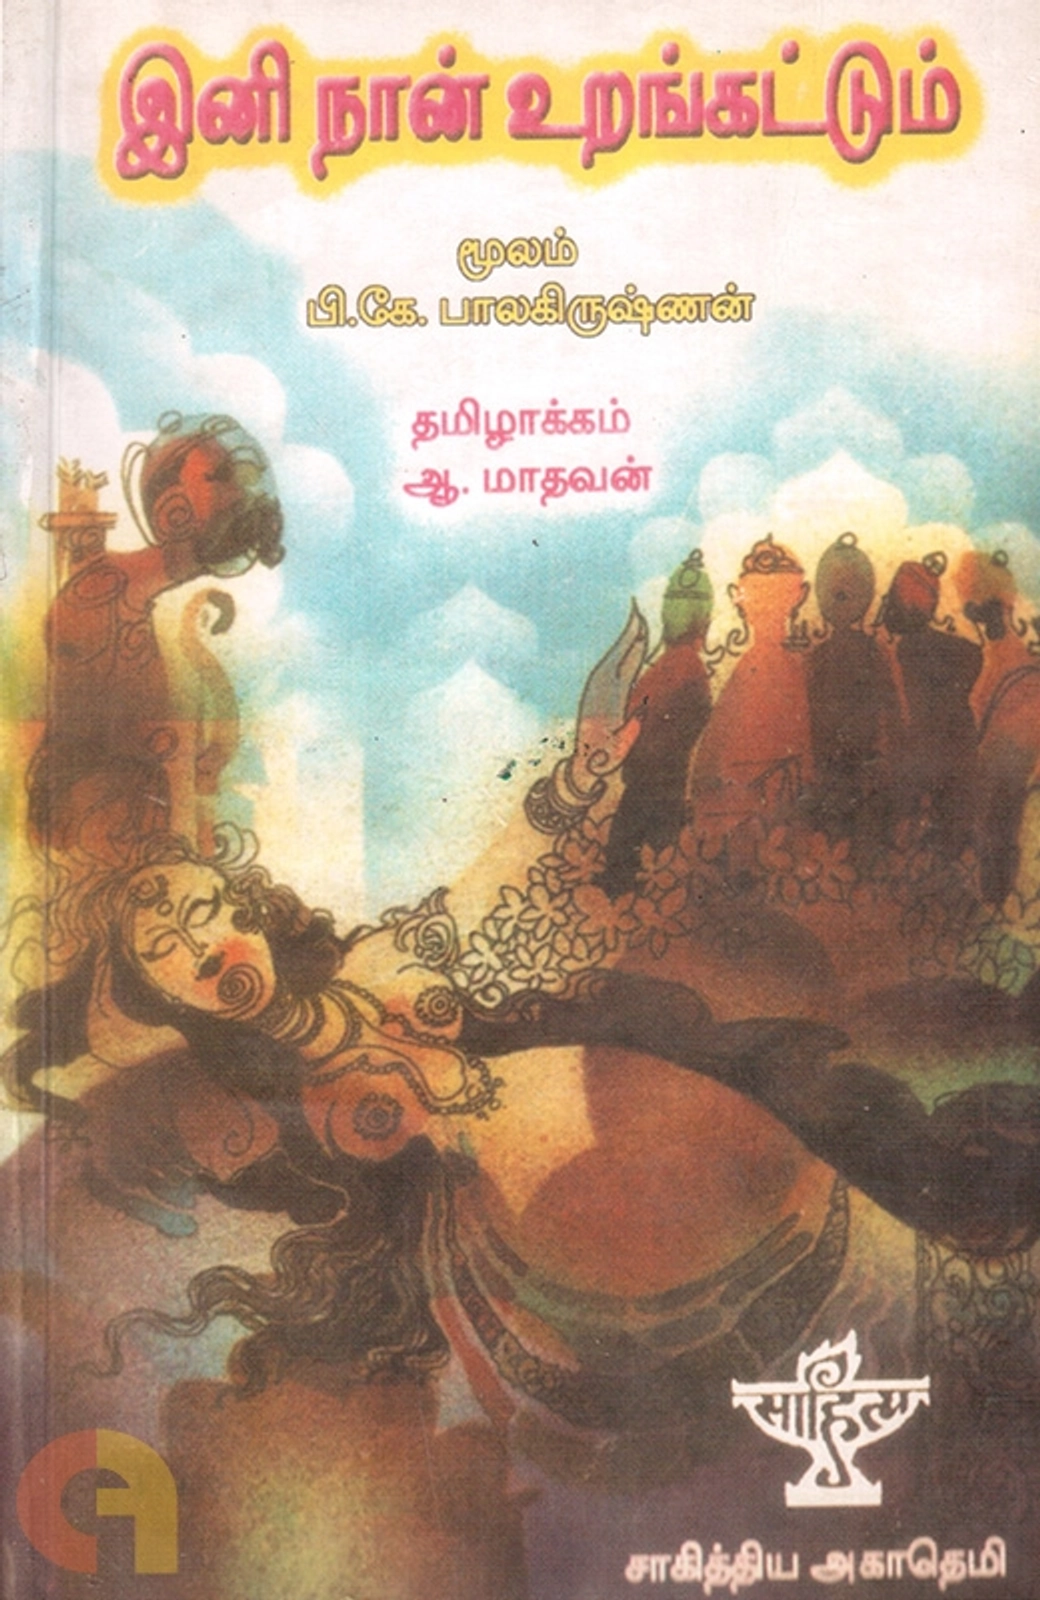 இனி நான் உறங்கட்டும்
மூலம்
பி.கே. பாலகிருஷ்ணன்
தமிழாக்கம்
ஆ. மாதவன்
साहित्य
சாகித்திய அகாதெமி